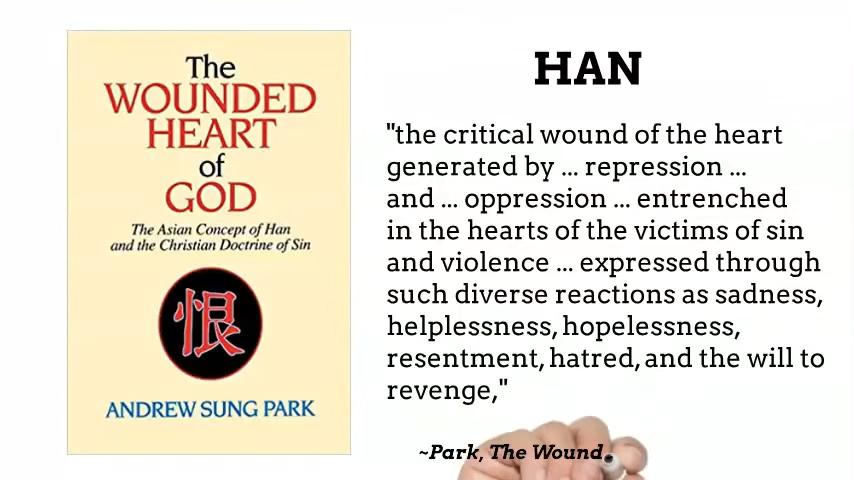 The
WOUNDED
HEART
of
GOD
The Asian Concept of Han
and the Christian Doctrine of Sin
恨
ANDREW SUNG PARK
HAN
"the critical wound of the heart
generated by ... repression ...
and ... oppression ... entrenched
in the hearts of the victims of sin
and violence ... expressed through
such diverse reactions as sadness,
helplessness, hopelessness,
resentment, hatred, and the will to
revenge,"
~Park, The Wound